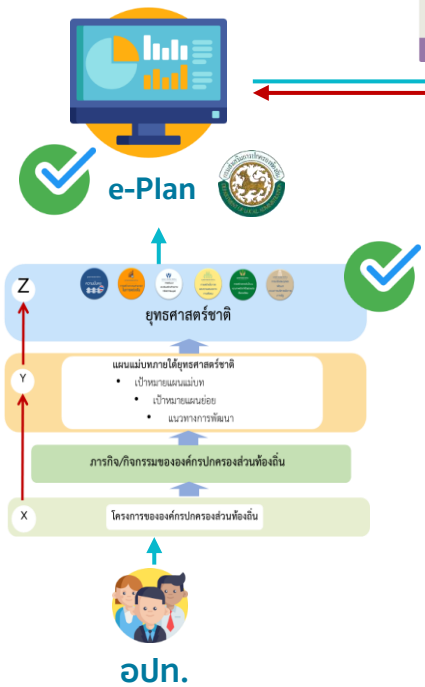 e-Plan
Z
ยุทธศาสตร์ชาติ
Y
แผนแม่บทภายใต้ยุทธศาสตร์ชาติ
• เป้าหมายแผนแม่บท
• เป้าหมายแผนย่อย
• แนวทางการพัฒนา
ภารกิจ/กิจกรรมขององค์กรปกครองส่วนท้องถิ่น
X
โครงการขององค์กรปกครองส่วนท้องถิ่น
อปท.